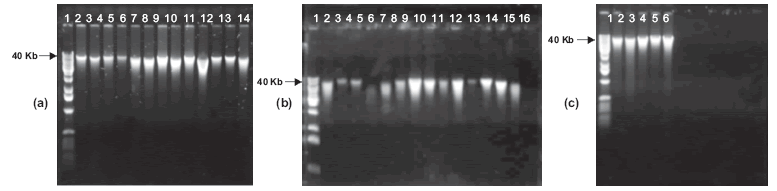 1 2 3 4 5 6 7 8 9 10 11 12 13 14
40 Kb
(a)
1 2 3 4 5 6 7 8 9 10 11 12 13 14 15 16
40 Kb
(b)
1 2 3 4 5 6
40 Kb
(c)